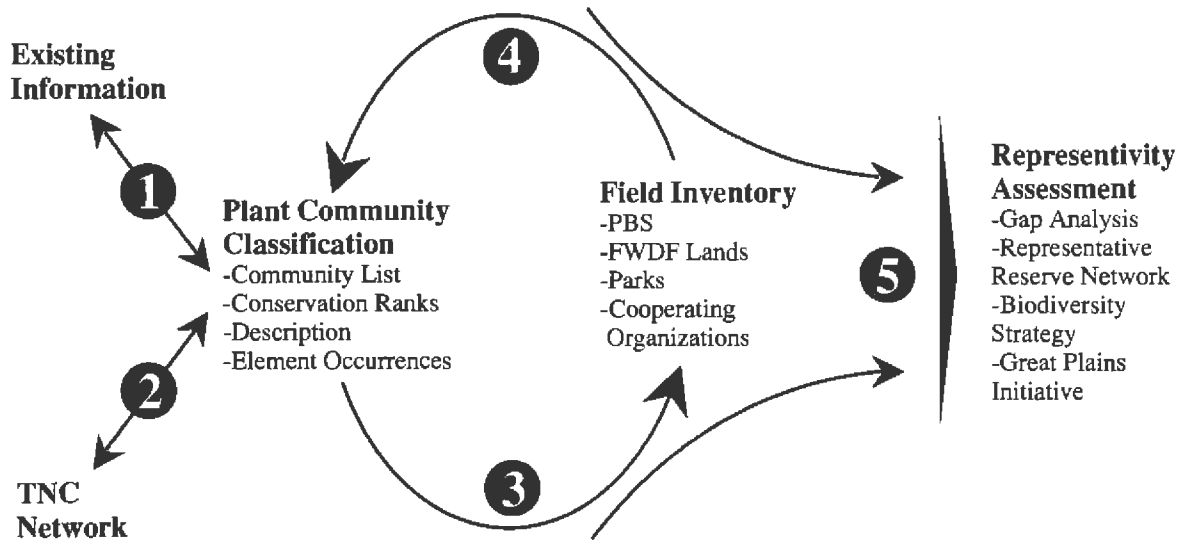 Existing
Information
1
2
TNC
Network
Plant Community
Classification
-Community List
-Conservation Ranks
-Description
-Element Occurrences
4
3
Field Inventory
-PBS
-FWDF Lands
-Parks
-Cooperating
Organizations
5
Representivity
Assessment
-Gap Analysis
-Representative
Reserve Network
-Biodiversity
Strategy
-Great Plains
Initiative